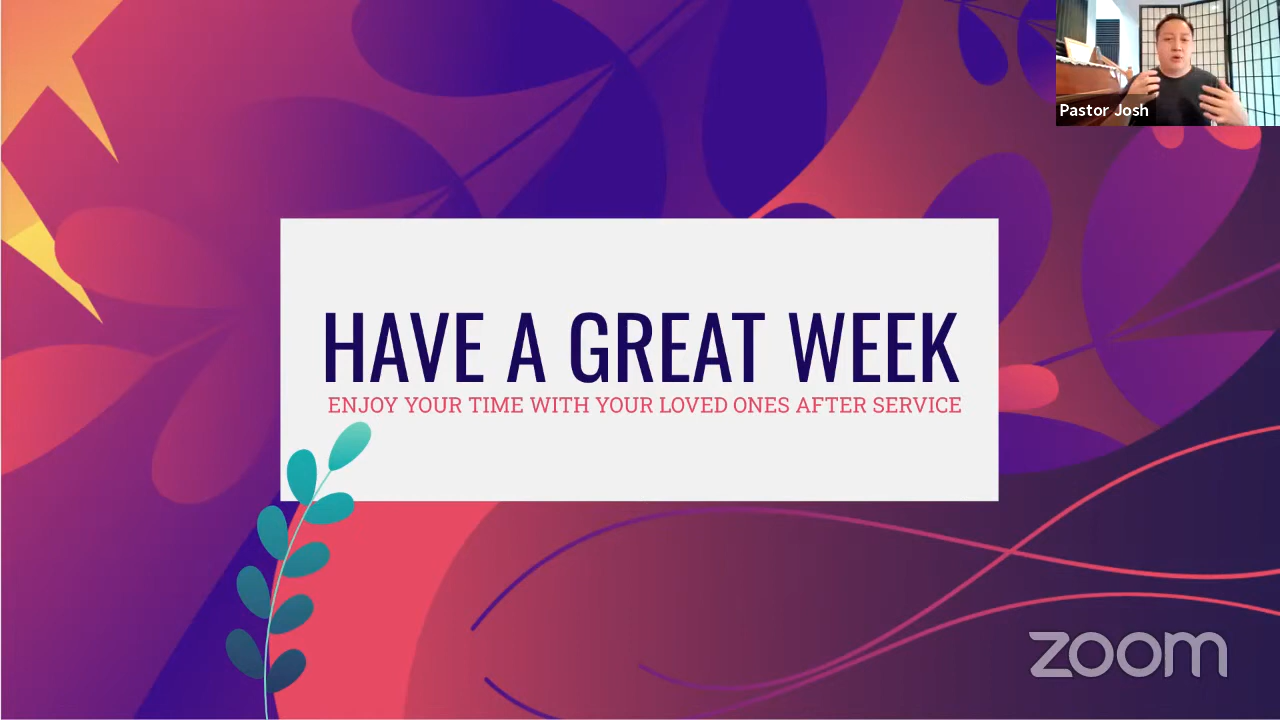 Pastor Josh
HAVE A GREAT WEEK
ENJOY YOUR TIME WITH YOUR LOVED ONES AFTER SERVICE
zoom